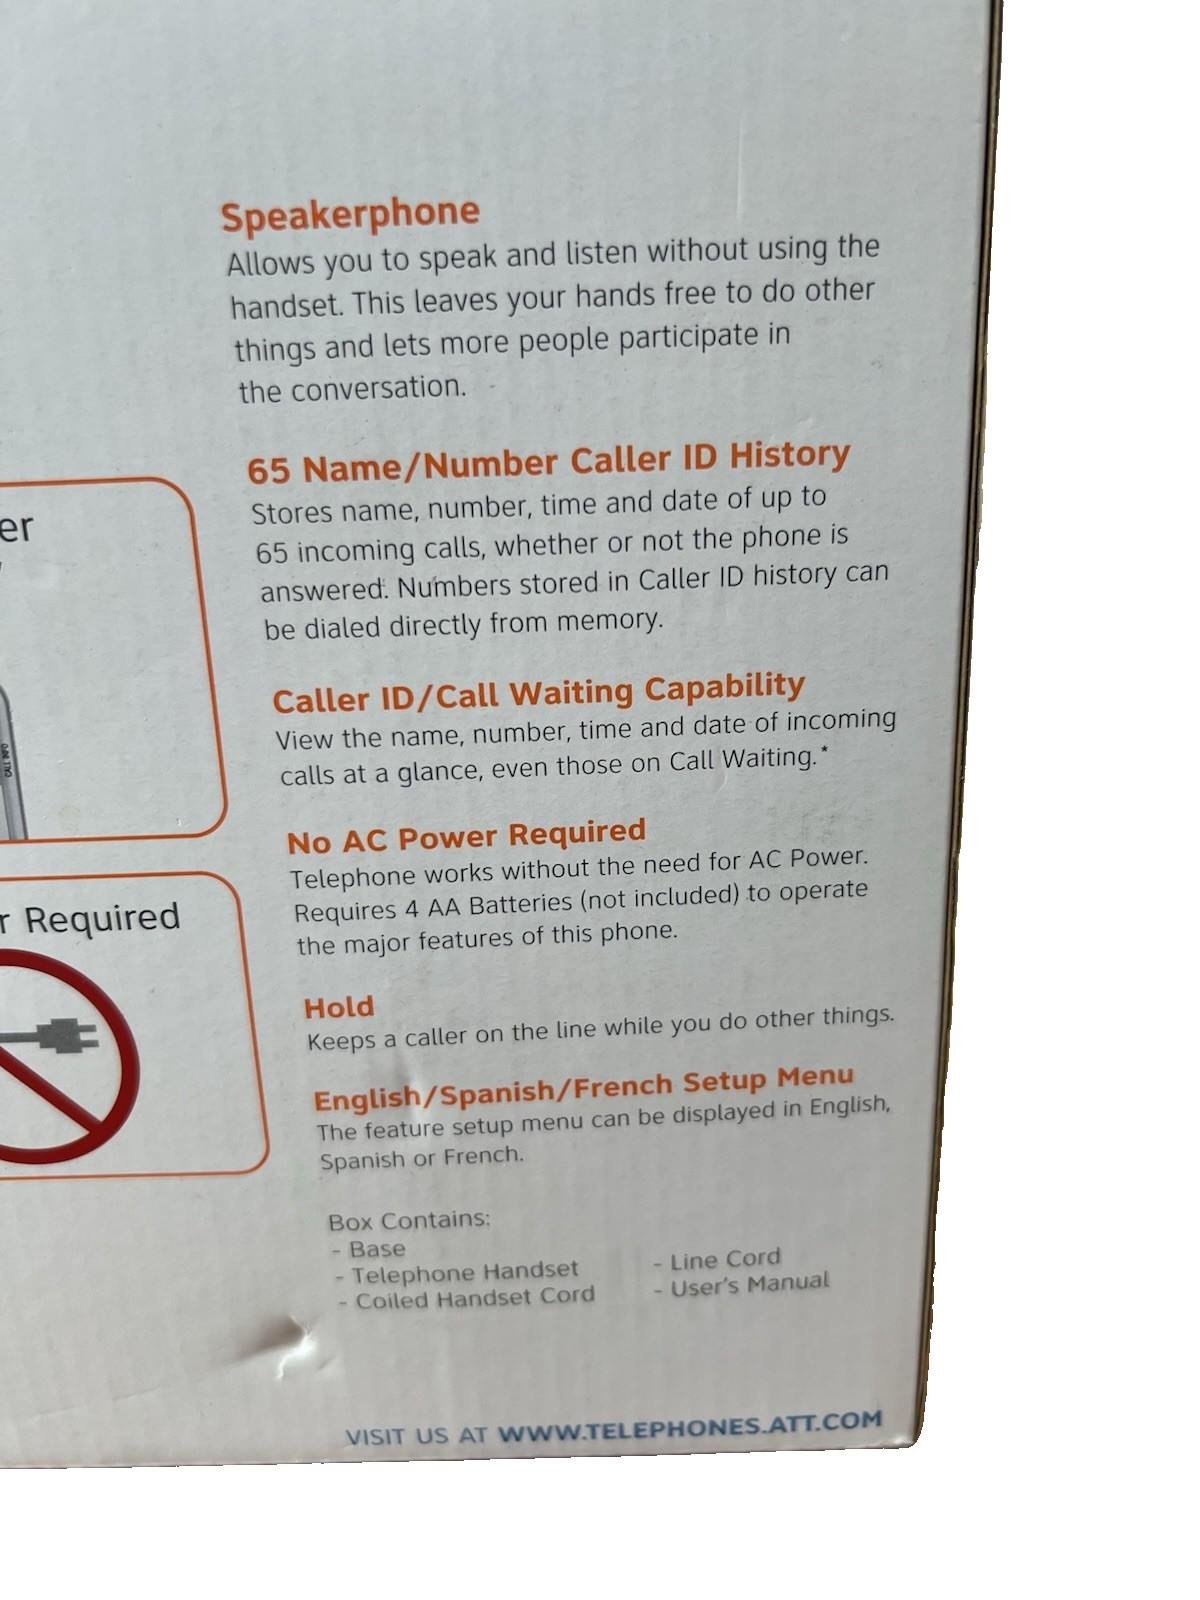 Speakerphone
Allows you to speak and listen without using the
handset. This leaves your hands free to do other
things and lets more people participate in
the conversation.
65 Name/Number Caller ID History
Stores name, number, time and date of up to
65 incoming calls, whether or not the phone is
answered. Numbers stored in Caller ID history can
be dialed directly from memory.
Caller ID/Call Waiting Capability
View the name, number, time and date of incoming
calls at a glance, even those on Call Waiting.*
No AC Power Required
Telephone works without the need for AC Power.
Requires 4 AA Batteries (not included) to operate
the major features of this phone.
Hold
Keeps a caller on the line while you do other things.
English/Spanish/French Setup Menu
The feature setup menu can be displayed in English,
Spanish or French.
Box Contains:
- Base
- Telephone Handset
- Coiled Handset Cord
- Line Cord
- User's Manual
VISIT US AT WWW.TELEPHONES.ATT.COM
er
CALL INFO
r Required